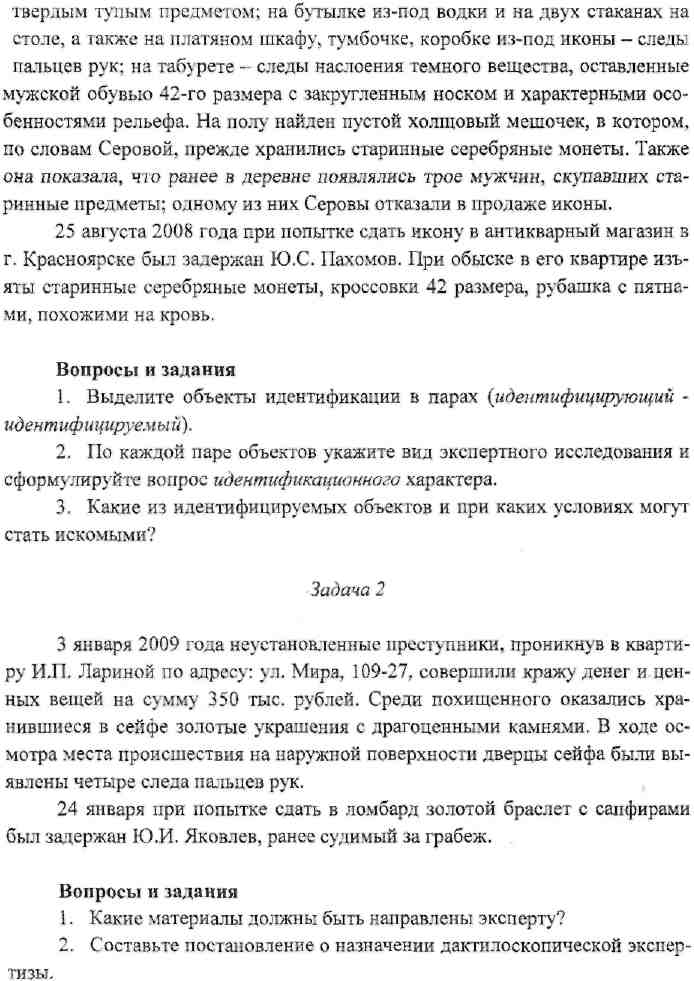 твердым тупым предметом; на бутылке из-под водки и на двух стаканах на
столе, а также на платяном шкафу, тумбочке, коробке из-под иконы – следы
пальцев рук; на табурете – следы наслоения темного вещества, оставленные
мужской обувью 42-го размера с закругленным носком и характерными осо-
бенностями рельефа. На полу найден пустой холщовый мешочек, в котором,
по словам Серовой, прежде хранились старинные серебряные монеты. Также
она показала, что ранее в деревне появлялись трое мужчин, скупавших ста-
ринные предметы; одному из них Серовы отказали в продаже иконы.
25 августа 2008 года при попытке сдать икону в антикварный магазин в
г. Красноярске был задержан Ю.С. Пахомов. При обыске в его квартире изъ-
яты старинные серебряные монеты, кроссовки 42 размера, рубашка с пятна-
ми, похожими на кровь.
Вопросы и задания
1. Выделите объекты идентификации в парах (идентифицирующий -
идентифицируемый).
2. По каждой паре объектов укажите вид экспертного исследования и
сформулируйте вопрос идентификационного характера.
3. Какие из идентифицируемых объектов и при каких условиях могут
стать искомыми?
Задача 2
3 января 2009 года неустановленные преступники, проникнув в кварти-
ру И.П. Лариной по адресу: ул. Мира, 109-27, совершили кражу денег и цен-
ных вещей на сумму 350 тыс. рублей. Среди похищенного оказались хра-
нившиеся в сейфе золотые украшения с драгоценными камнями. В ходе ос-
мотра места происшествия на наружной поверхности дверцы сейфа были вы-
явлены четыре следа пальцев рук.
24 января при попытке сдать в ломбард золотой браслет с сапфирами
был задержан Ю.И. Яковлев, ранее судимый за грабеж.
Вопросы и задания
1. Какие материалы должны быть направлены эксперту?
2. Составьте постановление о назначении дактилоскопической экспер-
тизы.